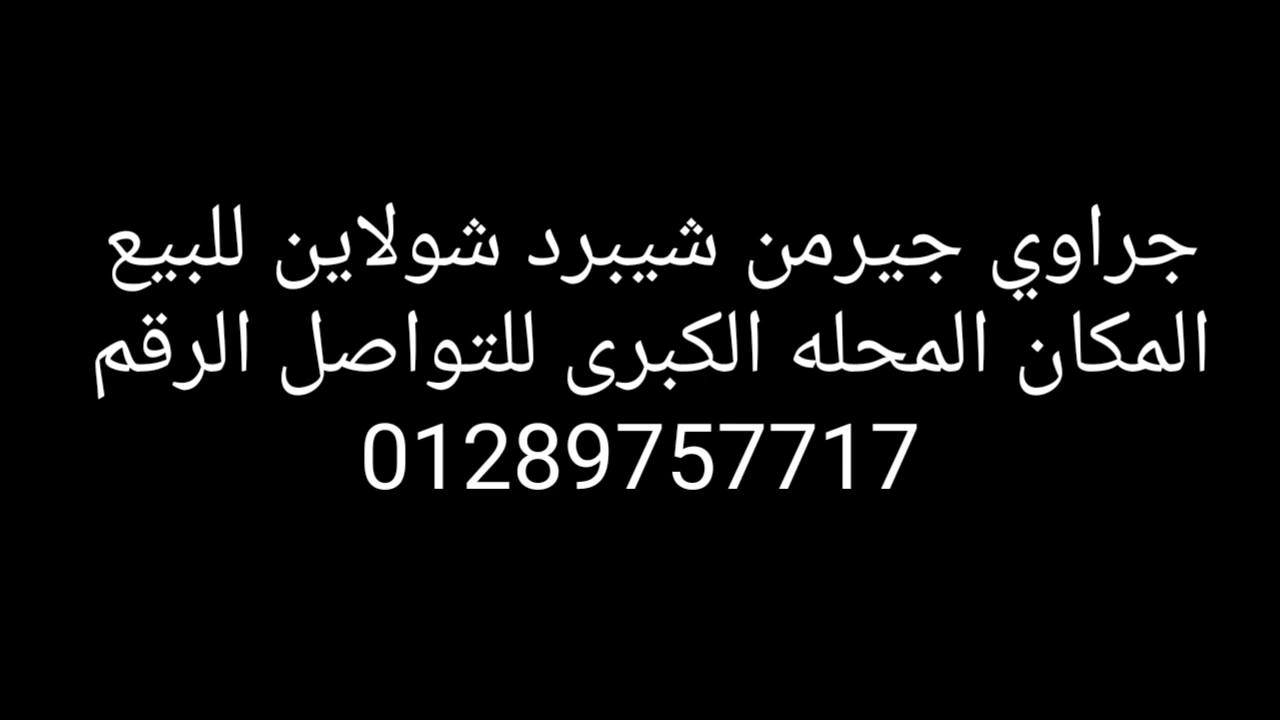 جراوي جيرمن شيبرد شولاين للبيع
المكان المحله الكبرى للتواصل الرقم
01289757717